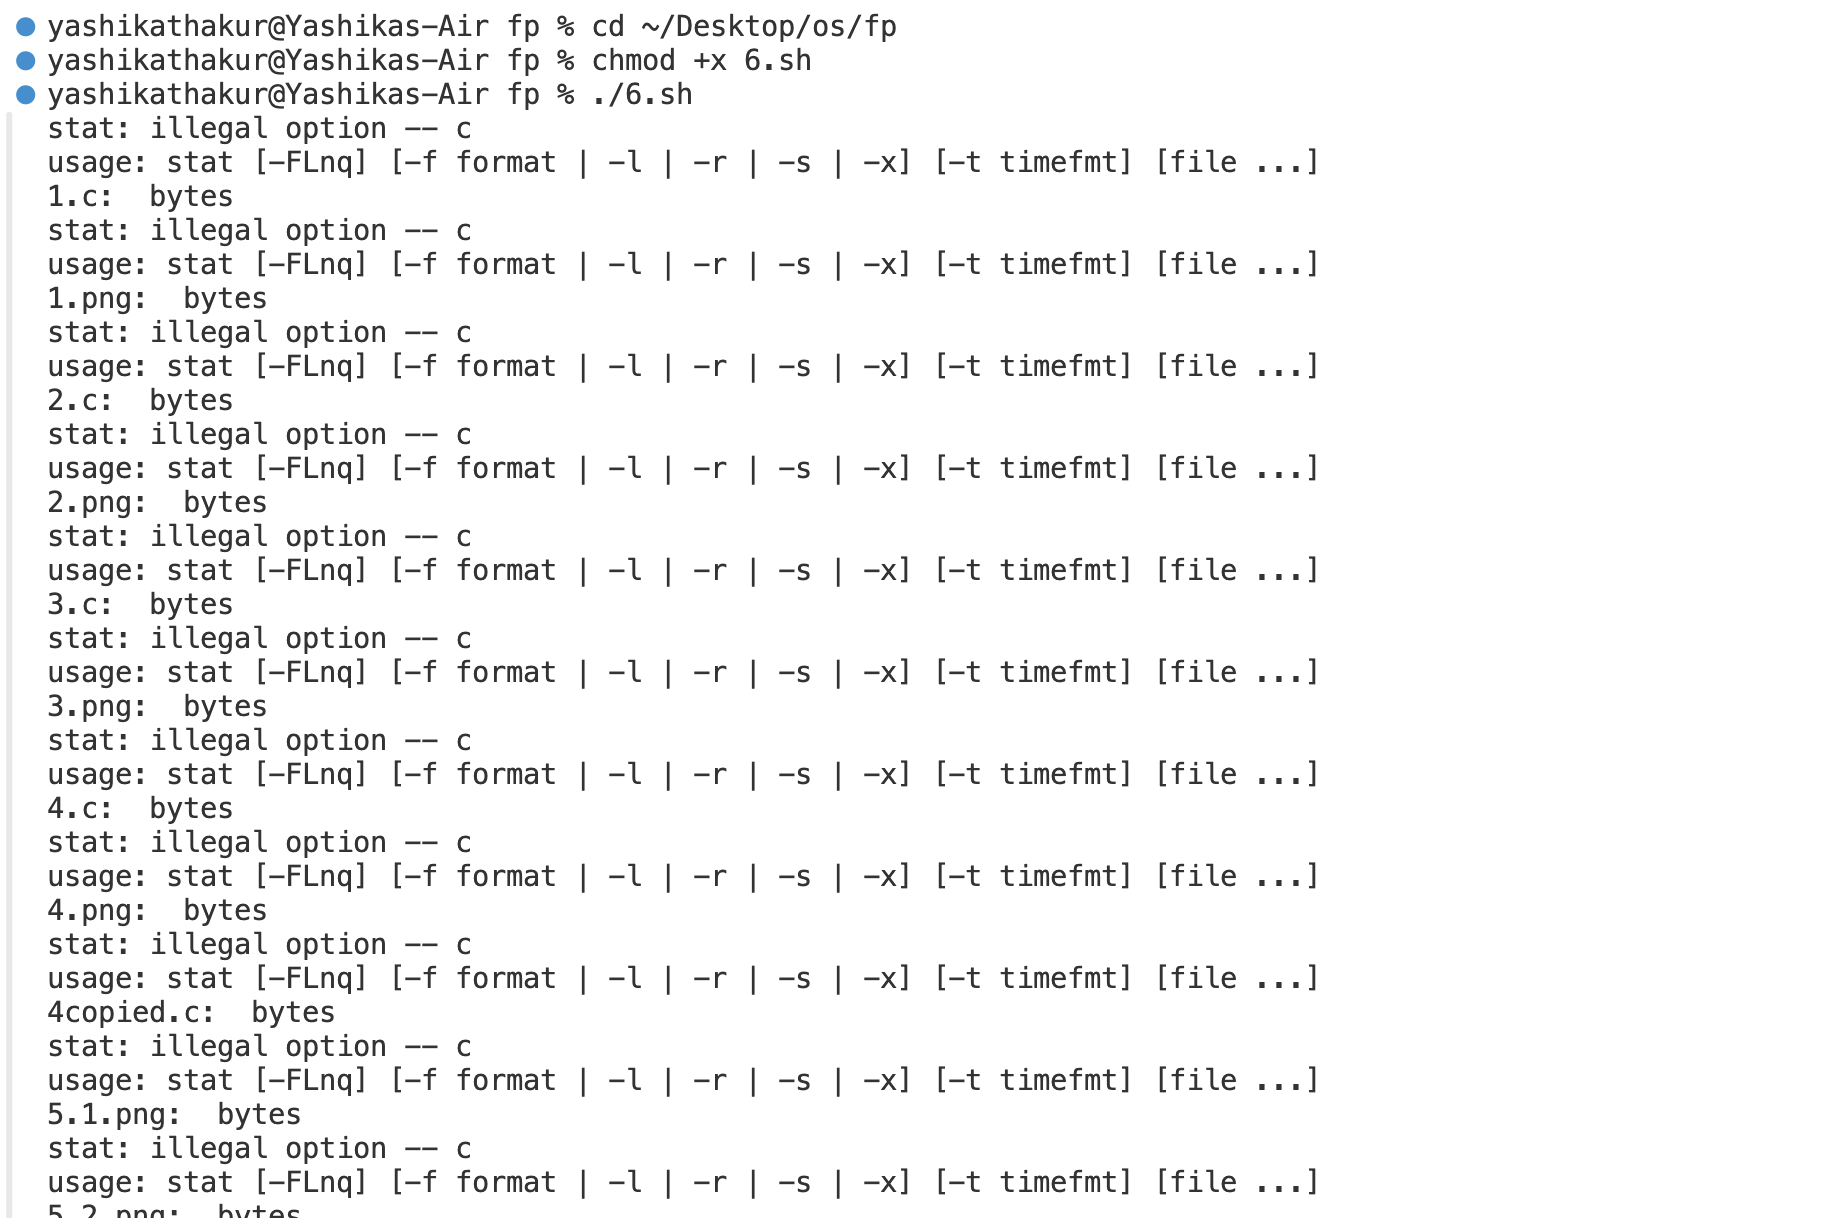 yashikathakur@Yashikas-Air fp % cd ~/Desktop/os/fp
yashikathakur@Yashikas-Air fp % chmod +x 6.sh
yashikathakur@Yashikas-Air fp % ./6.sh
stat: illegal option -- c
usage: stat [-FLnq] [-f format | -l | -r | -s | -x] [-t timefmt] [file ...]
1.c:  bytes
stat: illegal option -- c
usage: stat [-FLnq] [-f format | -l | -r | -s | -x] [-t timefmt] [file ...]
1.png:  bytes
stat: illegal option -- c
usage: stat [-FLnq] [-f format | -l | -r | -s | -x] [-t timefmt] [file ...]
2.c:  bytes
stat: illegal option -- c
usage: stat [-FLnq] [-f format | -l | -r | -s | -x] [-t timefmt] [file ...]
2.png:  bytes
stat: illegal option -- c
usage: stat [-FLnq] [-f format | -l | -r | -s | -x] [-t timefmt] [file ...]
3.c:  bytes
stat: illegal option -- c
usage: stat [-FLnq] [-f format | -l | -r | -s | -x] [-t timefmt] [file ...]
3.png:  bytes
stat: illegal option -- c
usage: stat [-FLnq] [-f format | -l | -r | -s | -x] [-t timefmt] [file ...]
4.c:  bytes
stat: illegal option -- c
usage: stat [-FLnq] [-f format | -l | -r | -s | -x] [-t timefmt] [file ...]
4.png:  bytes
stat: illegal option -- c
usage: stat [-FLnq] [-f format | -l | -r | -s | -x] [-t timefmt] [file ...]
4copied.c:  bytes
stat: illegal option -- c
usage: stat [-FLnq] [-f format | -l | -r | -s | -x] [-t timefmt] [file ...]
5.1.png:  bytes
stat: illegal option -- c
usage: stat [-FLnq] [-f format | -l | -r | -s | -x] [-t timefmt] [file ...]
5.2.png:  bytes